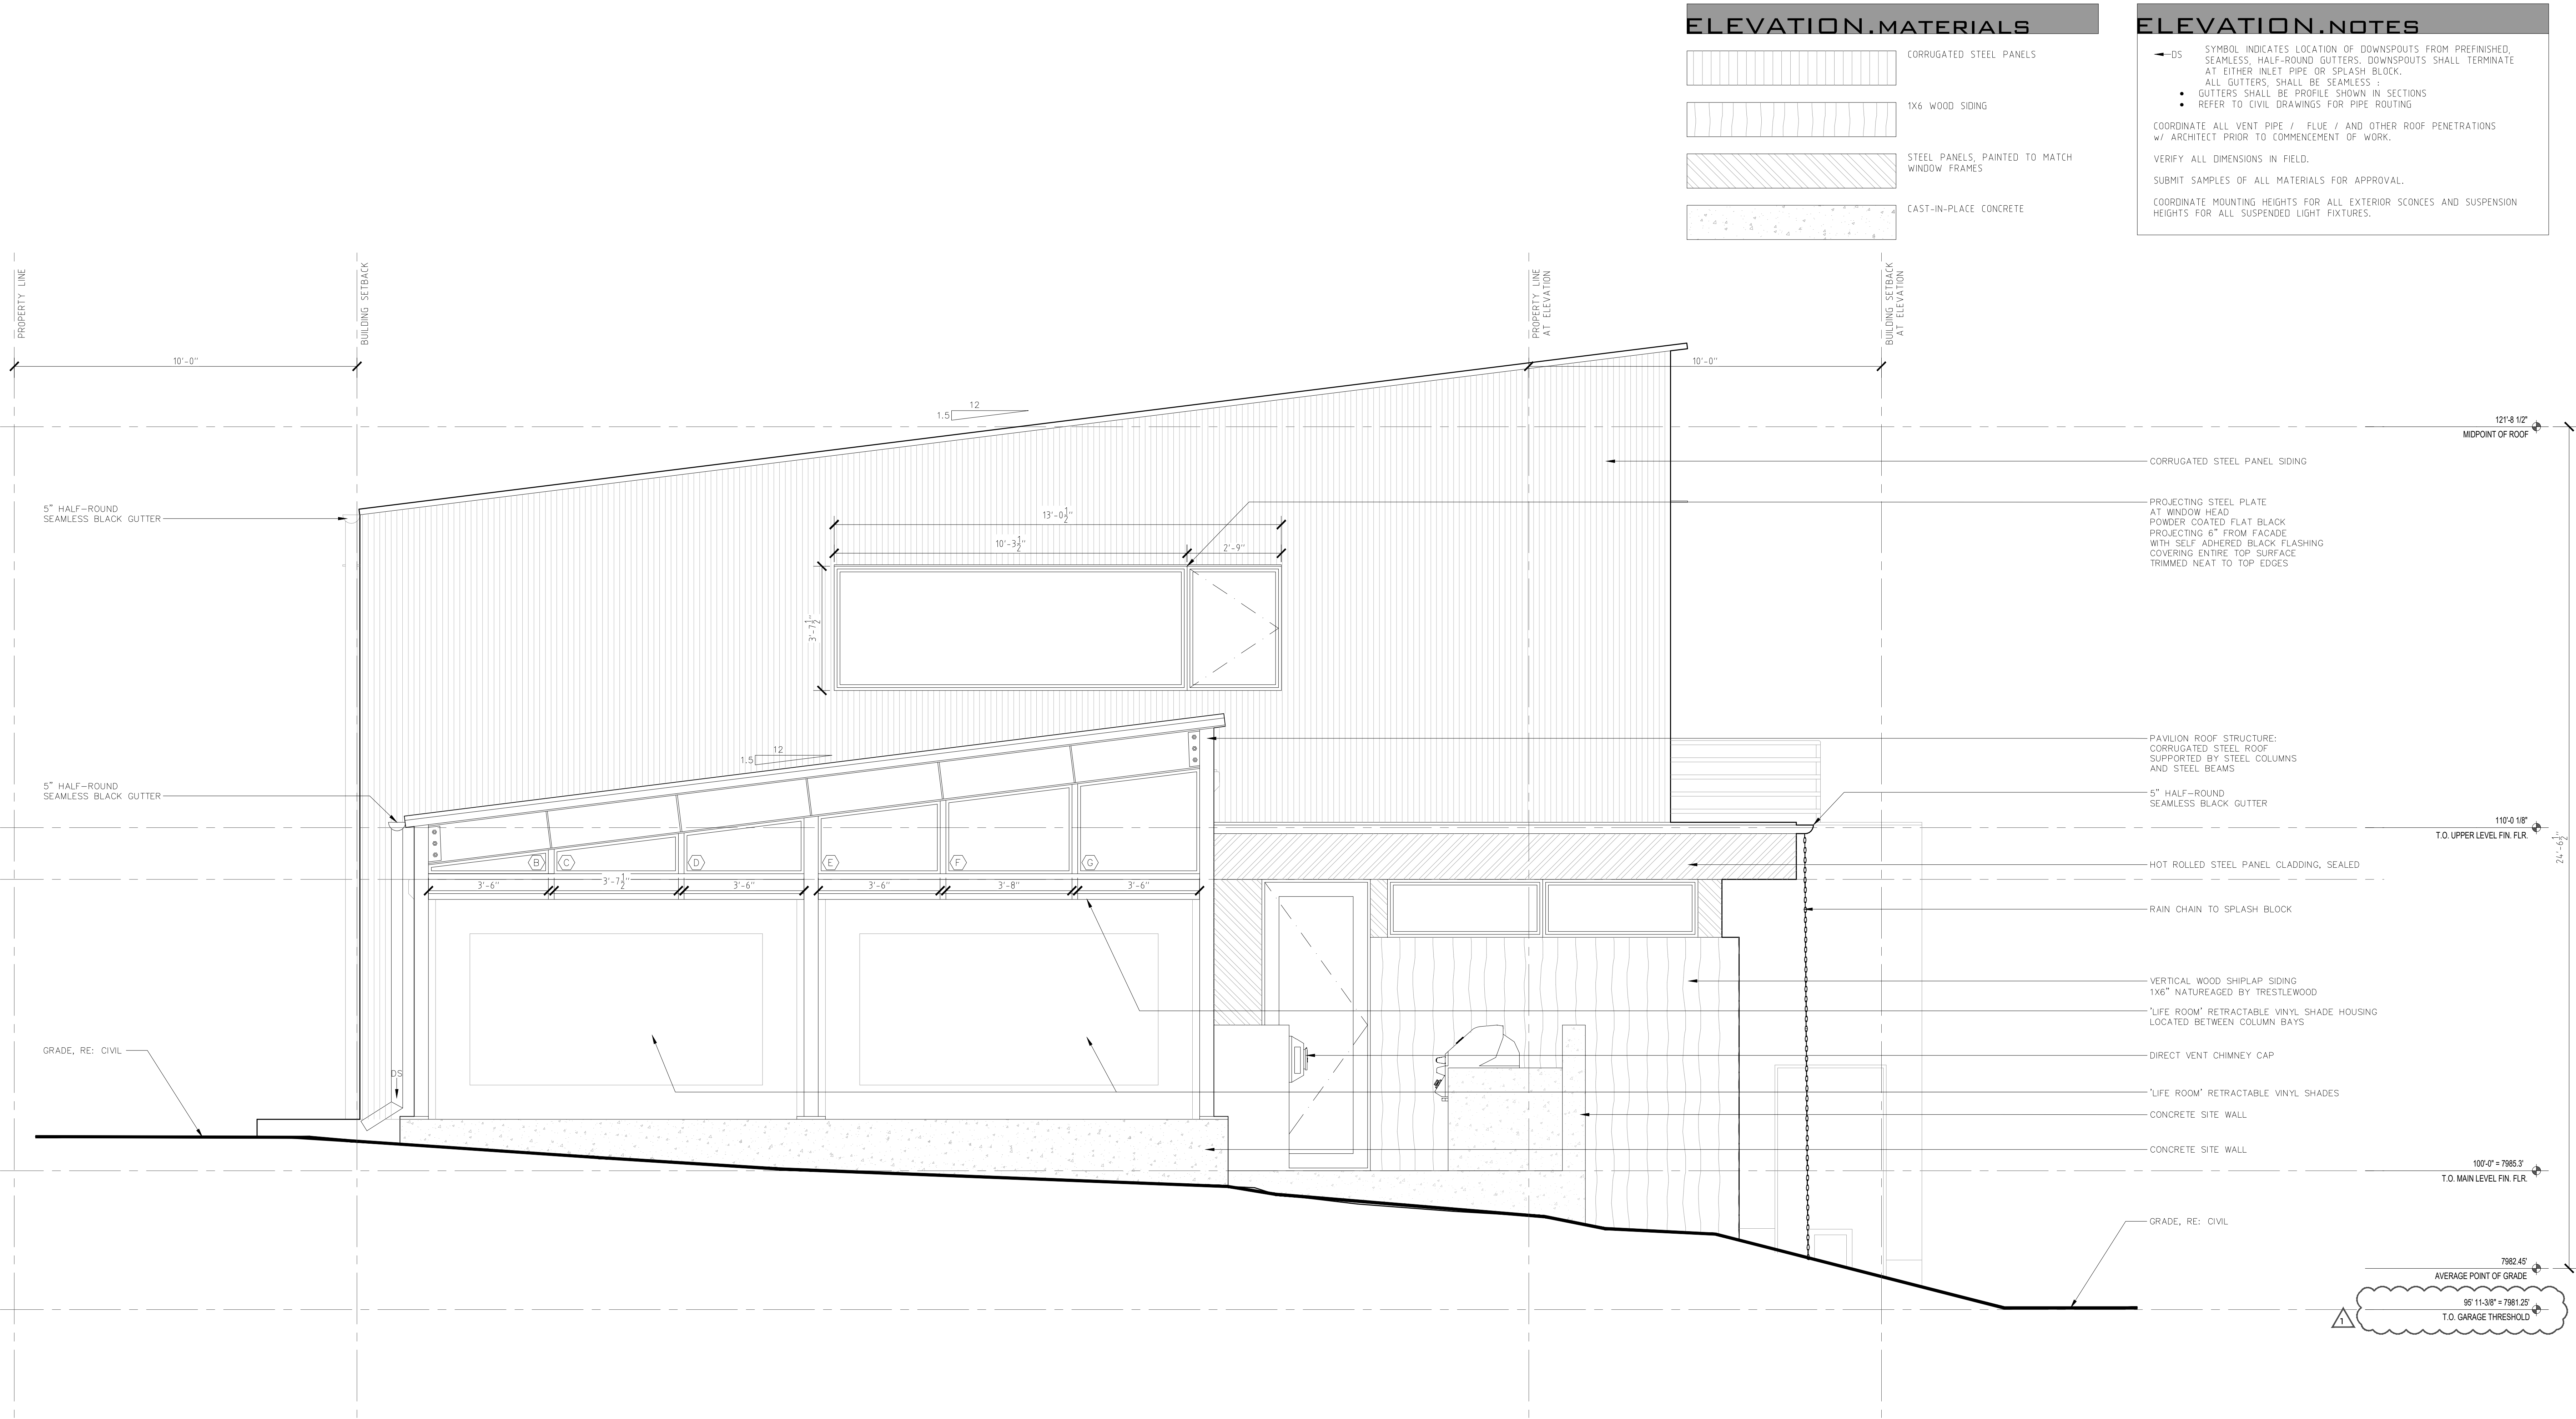 ELEVATION.MATERIALS
CORRUGATED STEEL PANELS
1X6 WOOD SIDING
STEEL PANELS, PAINTED TO MATCH
WINDOW FRAMES
CAST-IN-PLACE CONCRETE
ELEVATION.NOTES
DS
SYMBOL INDICATES LOCATION OF DOWNSPOUTS FROM PREFINISHED,
SEAMLESS, HALF-ROUND GUTTERS. DOWNSPOUTS SHALL TERMINATE
AT EITHER INLET PIPE OR SPLASH BLOCK.
ALL GUTTERS, SHALL BE SEAMLESS :
• GUTTERS SHALL BE PROFILE SHOWN IN SECTIONS
• REFER TO CIVIL DRAWINGS FOR PIPE ROUTING
COORDINATE ALL VENT PIPE / FLUE / AND OTHER ROOF PENETRATIONS
w/ ARCHITECT PRIOR TO COMMENCEMENT OF WORK.
VERIFY ALL DIMENSIONS IN FIELD.
SUBMIT SAMPLES OF ALL MATERIALS FOR APPROVAL.
COORDINATE MOUNTING HEIGHTS FOR ALL EXTERIOR SCONCES AND SUSPENSION
HEIGHTS FOR ALL SUSPENDED LIGHT FIXTURES.
PROPERTY LINE
BUILDING SETBACK
PROPERTY LINE
AT ELEVATION
BUILDING SETBACK
AT ELEVATION
10'-0"
10'-0"
12
1.5
121'-8 1/2"
MIDPOINT OF ROOF
CORRUGATED STEEL PANEL SIDING
5" HALF-ROUND
SEAMLESS BLACK GUTTER
PROJECTING STEEL PLATE
AT WINDOW HEAD
POWDER COATED FLAT BLACK
PROJECTING 6" FROM FACADE
WITH SELF ADHERED BLACK FLASHING
COVERING ENTIRE TOP SURFACE
TRIMMED NEAT TO TOP EDGES
13'-0 1/2"
10'-3 1/2"
2'-9"
3'-7 1/2"
12
1.5
PAVILION ROOF STRUCTURE:
CORRUGATED STEEL ROOF
SUPPORTED BY STEEL COLUMNS
AND STEEL BEAMS
5" HALF-ROUND
SEAMLESS BLACK GUTTER
5" HALF-ROUND
SEAMLESS BLACK GUTTER
110'-0 1/8"
T.O. UPPER LEVEL FIN. FLR.
24'-6 1/2"
B
C
D
E
F
G
HOT ROLLED STEEL PANEL CLADDING, SEALED
3'-6"
3'-7 1/2"
3'-6"
3'-6"
3'-8"
3'-6"
RAIN CHAIN TO SPLASH BLOCK
VERTICAL WOOD SHIPLAP SIDING
1X6" NATUREAGED BY TRESTLEWOOD
'LIFE ROOM' RETRACTABLE VINYL SHADE HOUSING
LOCATED BETWEEN COLUMN BAYS
GRADE, RE: CIVIL
DIRECT VENT CHIMNEY CAP
DS
'LIFE ROOM' RETRACTABLE VINYL SHADES
CONCRETE SITE WALL
CONCRETE SITE WALL
100'-0" = 7985.3'
T.O. MAIN LEVEL FIN. FLR.
GRADE, RE: CIVIL
7982.45'
AVERAGE POINT OF GRADE
95' 11-3/8" = 7981.25'
T.O. GARAGE THRESHOLD
1